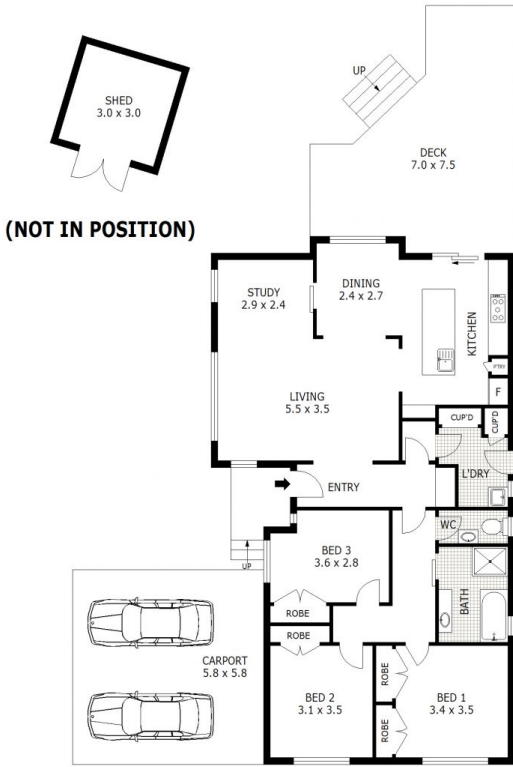 UP
SHED
3.0 x 3.0
DECK
7.0 x 7.5
(NOT IN POSITION)
STUDY
2.9 x 2.4
DINING
2.4 x 2.7
KITCHEN
PTRY
F
LIVING
5.5 x 3.5
CUP'D
CUP'D
L'DRY
ENTRY
WC
BED 3
3.6 x 2.8
UP
BATH
ROBE
ROBE
CARPORT
5.8 x 5.8
BED 2
3.1 x 3.5
ROBE
ROBE
BED 1
3.4 x 3.5